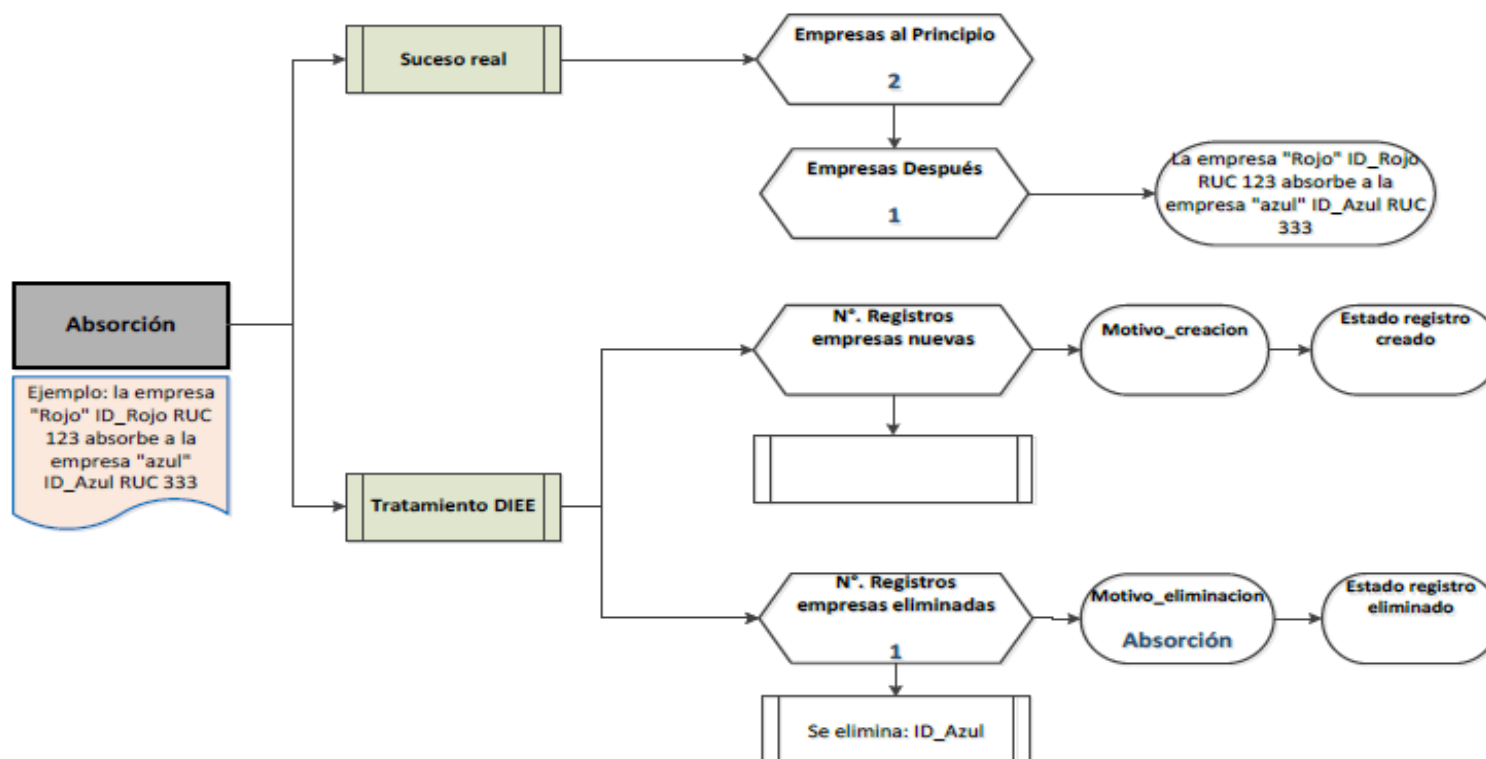 Absorción
Ejemplo: la empresa
"Rojo" ID_Rojo RUC
123 absorbe a la
empresa "azul"
ID_Azul RUC 333
Suceso real
Empresas al Principio
2
Empresas Después
1
La empresa "Rojo" ID_Rojo
RUC 123 absorbe a la
empresa "azul" ID_Azul RUC
333
Tratamiento DIEE
N°. Registros
empresas nuevas
Motivo_creacion
Estado registro
creado
N°. Registros
empresas eliminadas
1
Motivo_eliminacion
Absorción
Estado registro
eliminado
Se elimina: ID_Azul